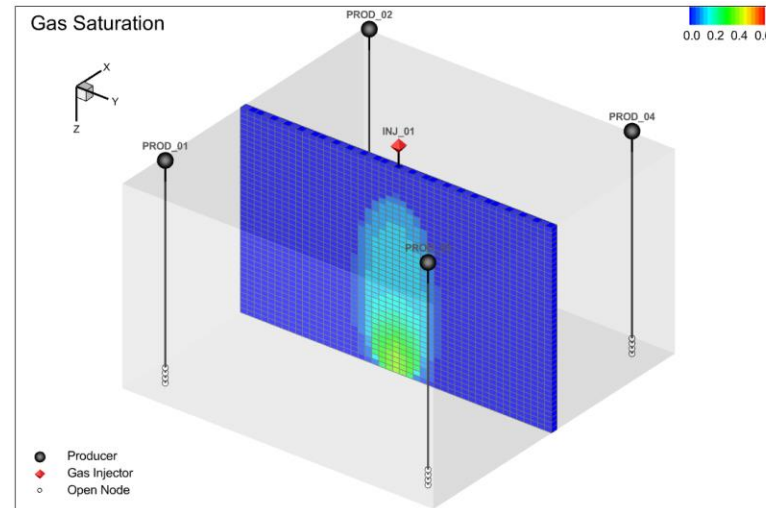 Gas Saturation
PROD_02
0.0 0.2 0.4
X
Y
Z
INJ_01
PROD_04
PROD_01
Producer
Gas Injector
Open Node